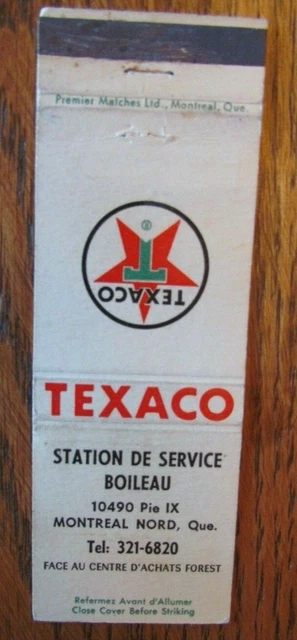 Premier Matches Ltd., Montreal, Que.
®
T
TEXACO
TEXACO
STATION DE SERVICE
BOILEAU
10490 Pie IX
MONTREAL NORD, Que.
Tel: 321-6820
FACE AU CENTRE D'ACHATS FOREST
Refermez Avant d'Allumer
Close Cover Before Striking